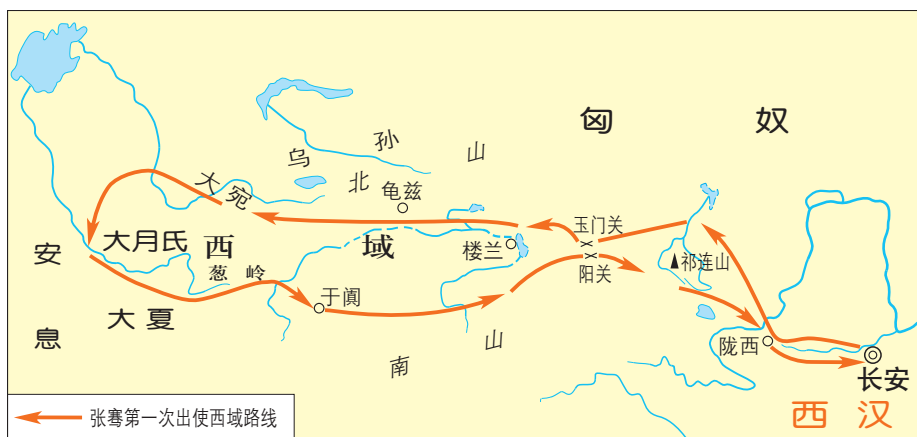 匈奴
乌孙
北山
大宛
龟兹
玉门关
安息
大月氏
西域
楼兰
阳关
祁连山
葱岭
于阗
大夏
南山
陇西
长安
西汉
张骞第一次出使西域路线